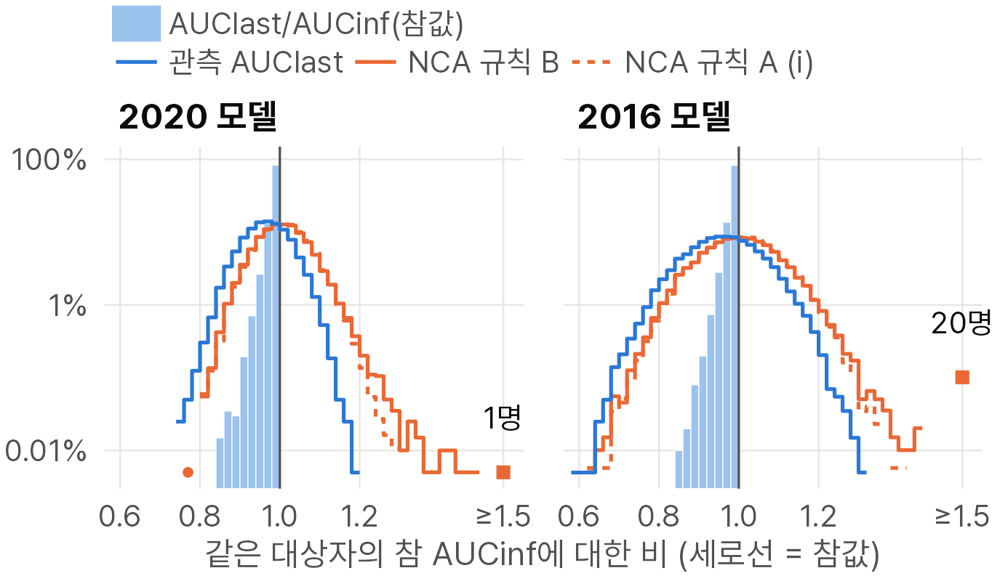 AUClast/AUCinf(참값)
관측 AUClast NCA 규칙 B NCA 규칙 A (i)
2020 모델 2016 모델
100%
1%
0.01%
20명
1명
0.6 0.8 1.0 1.2 ≥1.5 0.6 0.8 1.0 1.2 ≥1.5
같은 대상자의 참 AUCinf에 대한 비 (세로선 = 참값)